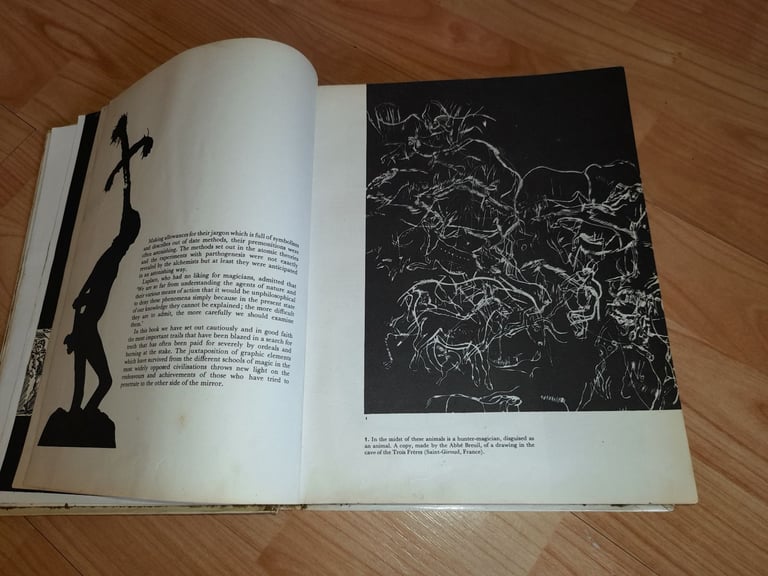 Making allowances for their jargon which is full of symbolism
and describes out of date methods, their premonitions were
often astonishing. The methods set out in the atomic theories
and the experiments with parthogenesis were not exactly
revealed by the alchemists but at least they were anticipated
in an astonishing way.
Laplace, who had no liking for magicians, admitted that
'We are so far from understanding the agents of nature and
their various means of action that it would be unphilosophical
to deny these phenomena simply because in the present state
of our knowledge they cannot be explained; the more difficult
they are to admit, the more carefully we should examine
them.'
In this book we have set out cautiously and in good faith
the most important trails that have been blazed in a search for
truth that has often been paid for severely by ordeals and
burning at the stake. The juxtaposition of graphic elements
which have survived from the different schools of magic in the
most widely opposed civilisations throws new light on the
endeavours and achievements of those who have tried to
penetrate to the other side of the mirror.
1
1. In the midst of these animals is a hunter-magician, disguised as
an animal. A copy, made by the Abbé Breuil, of a drawing in the
cave of the Trois Frères (Saint-Giroud, France).